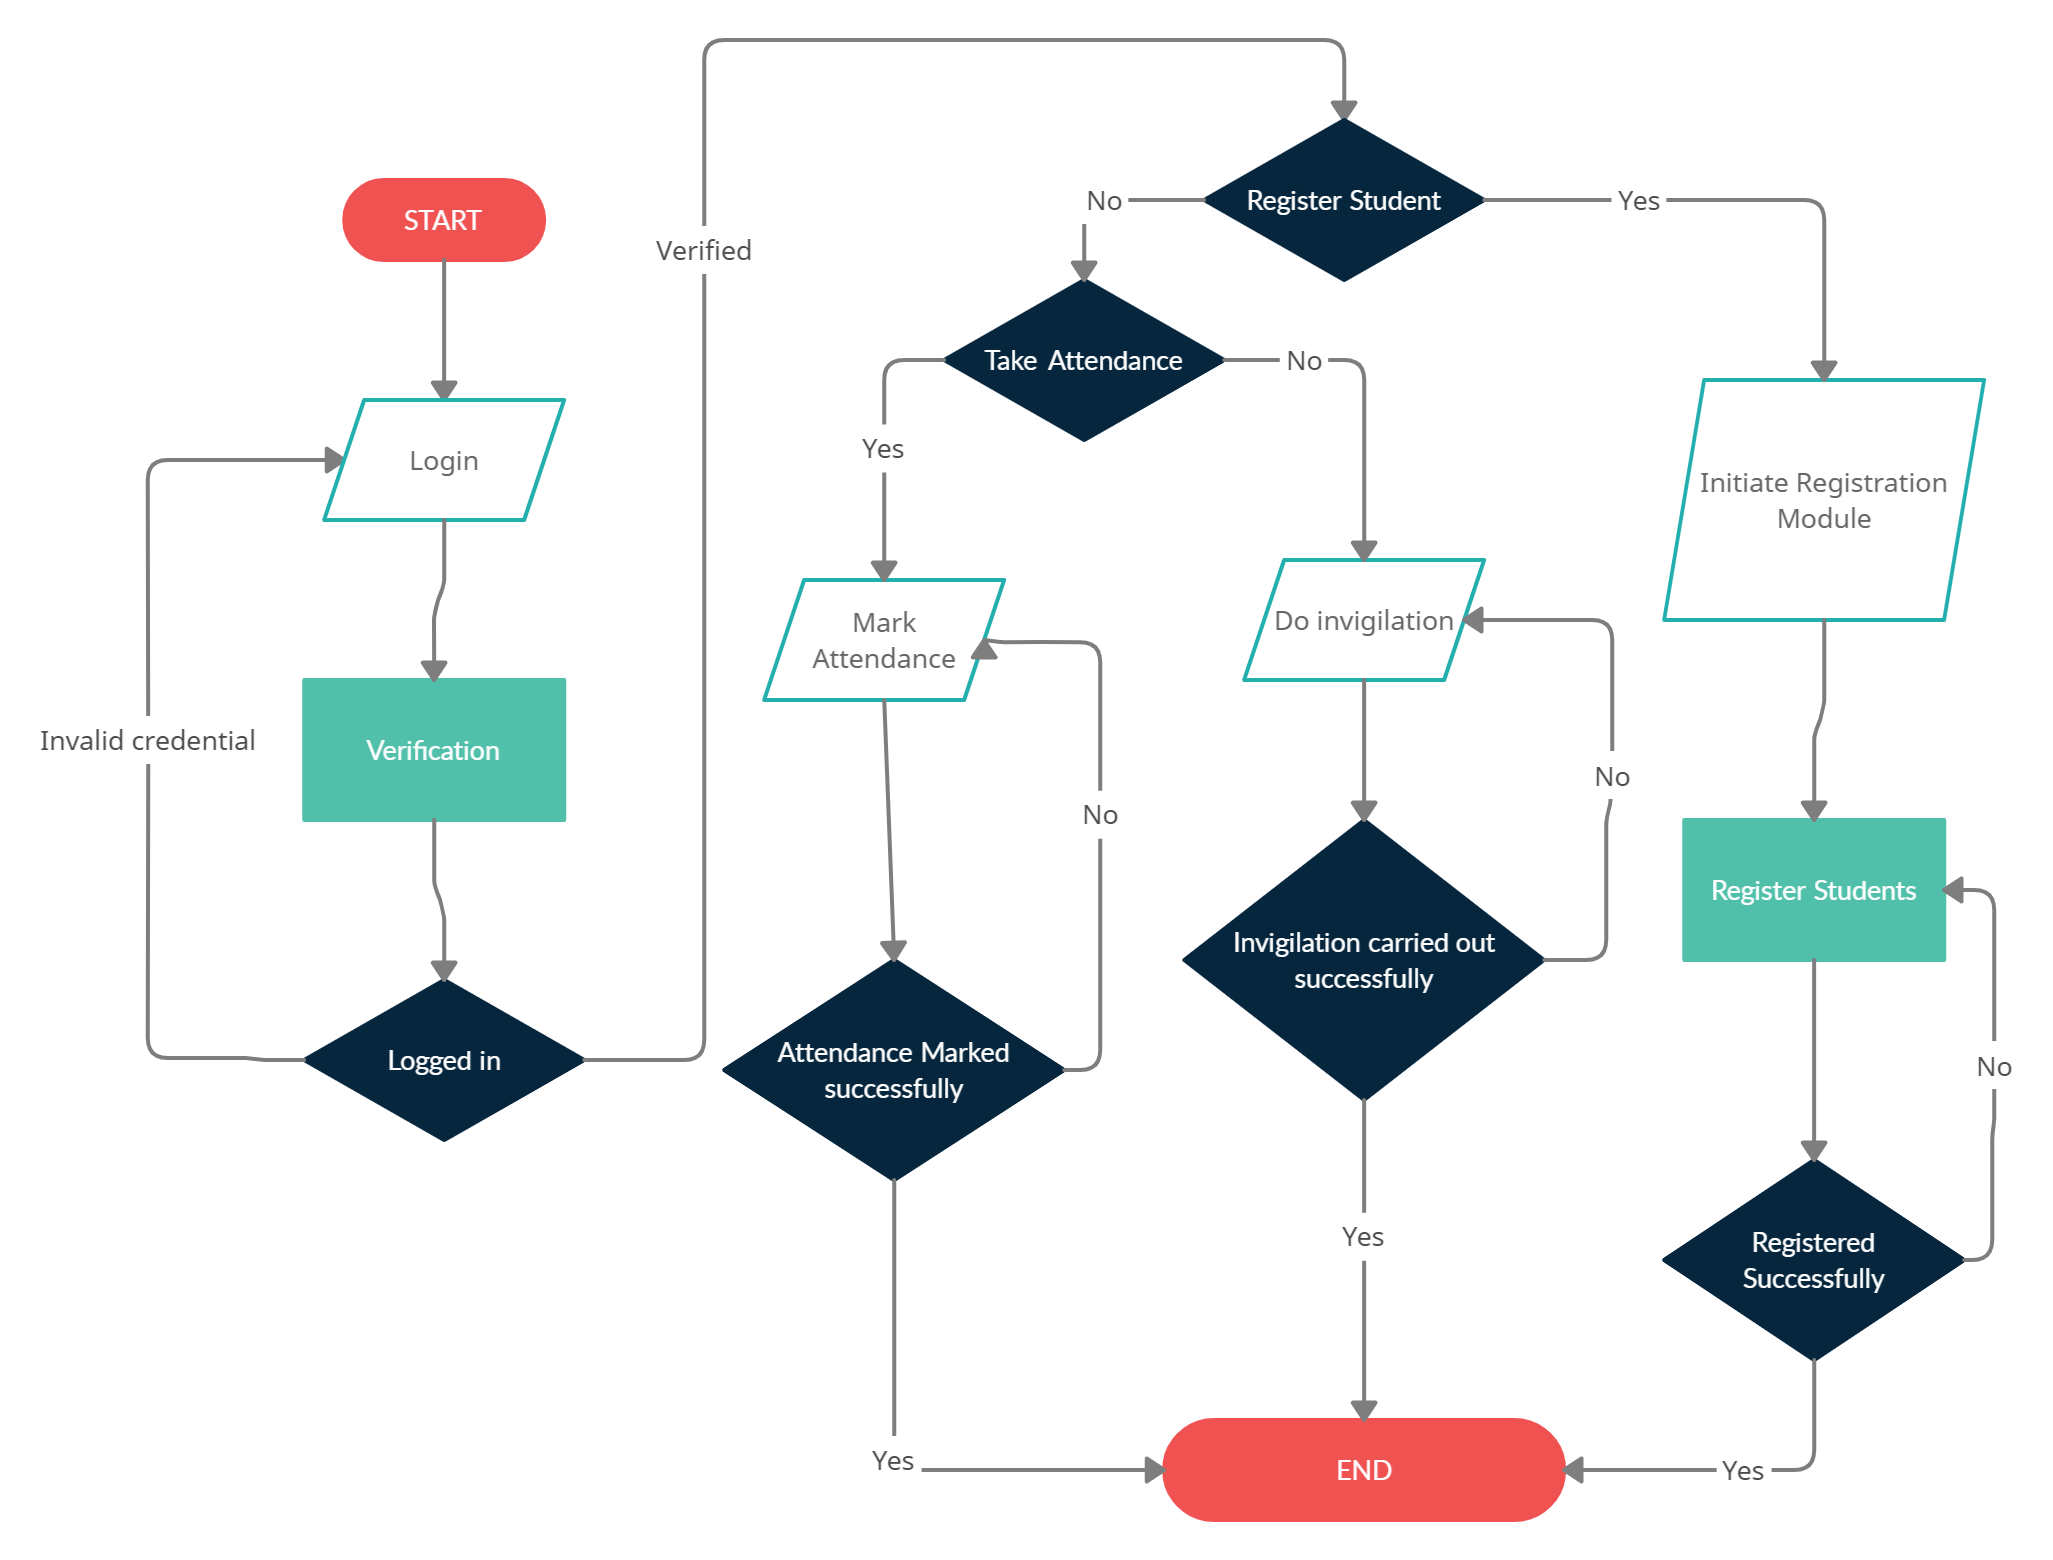 START
Login
Invalid credential
Verification
Logged in
Verified
Register Student
No
Yes
Take Attendance
Yes
No
Mark
Attendance
Do invigilation
Initiate Registration
Module
No
No
Register Students
Attendance Marked
successfully
Invigilation carried out
successfully
No
Registered
Successfully
Yes
Yes
Yes
END